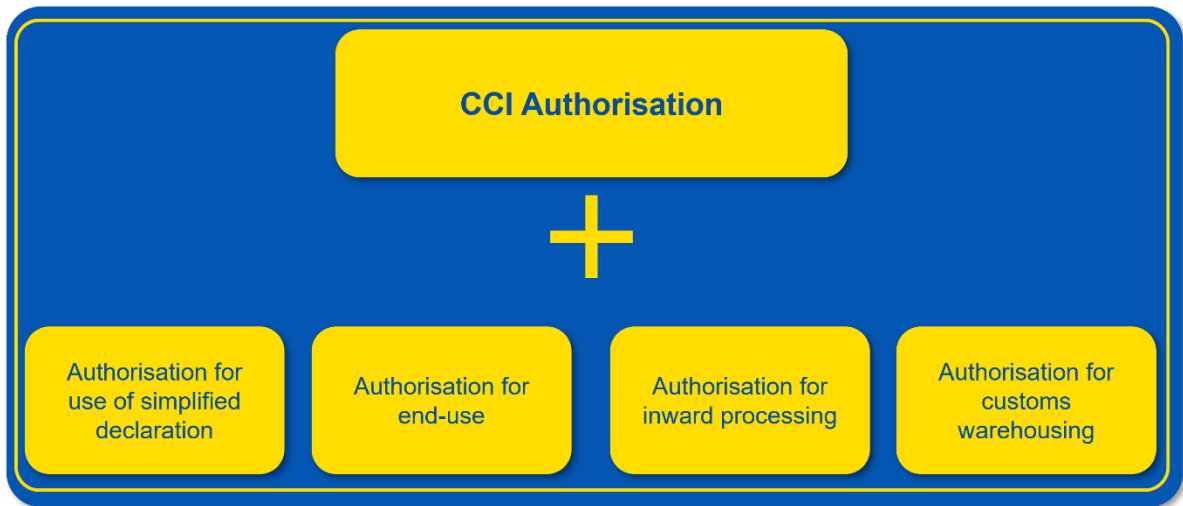 CCI Authorisation
+
Authorisation for
use of simplified
declaration
Authorisation for
end-use
Authorisation for
inward processing
Authorisation for
customs
warehousing